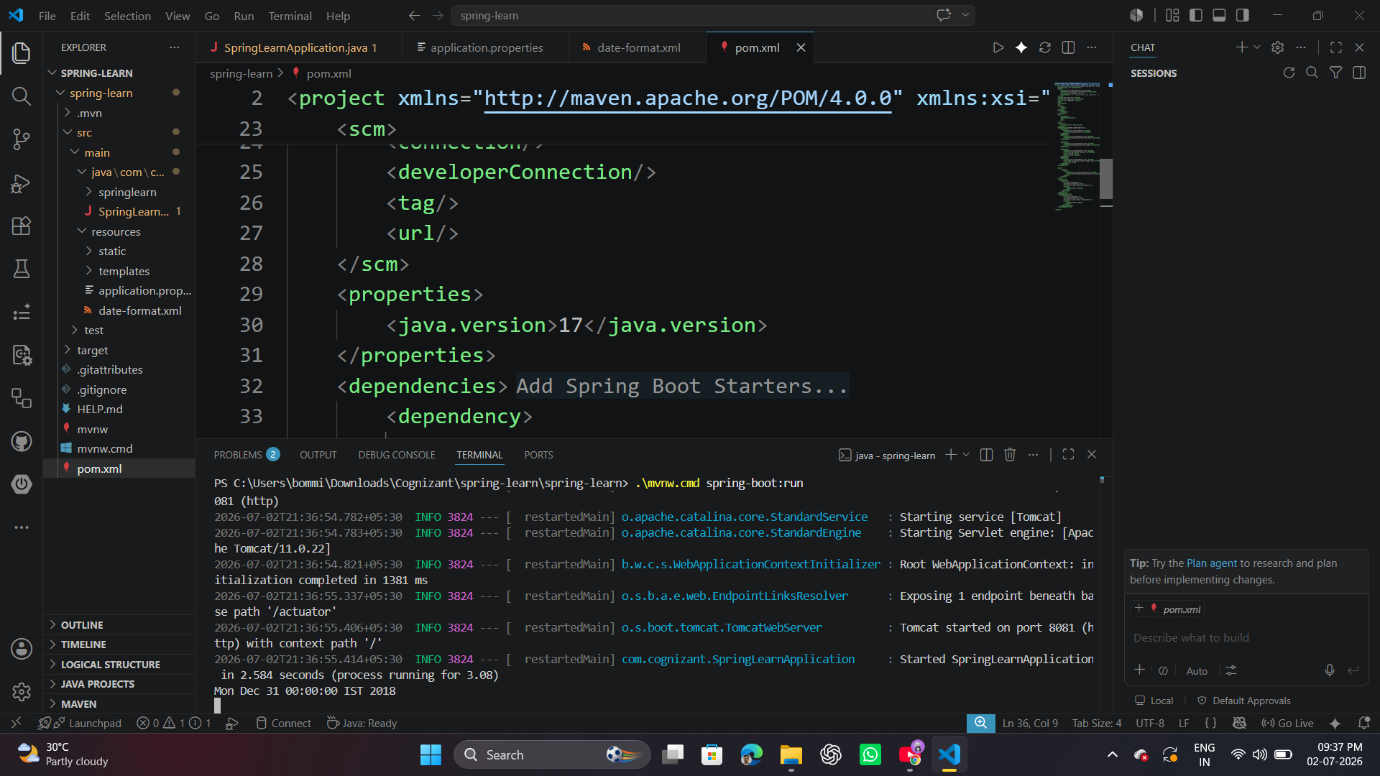 File Edit Selection View Go Run Terminal Help
spring-learn
EXPLORER
SPRING-LEARN
spring-learn
.mvn
src
main
java\com\c...
springlearn
SpringLearn... 1
resources
static
templates
application.prop...
date-format.xml
test
target
.gitattributes
.gitignore
HELP.md
mvnw
mvnw.cmd
pom.xml
OUTLINE
TIMELINE
LOGICAL STRUCTURE
JAVA PROJECTS
MAVEN
SpringLearnApplication.java 1
application.properties
date-format.xml
pom.xml
spring-learn > pom.xml
2 <project xmlns="http://maven.apache.org/POM/4.0.0" xmlns:xsi="
23 <scm>
24 <connection/>
25 <developerConnection/>
26 <tag/>
27 <url/>
28 </scm>
29 <properties>
30 <java.version>17</java.version>
31 </properties>
32 <dependencies> Add Spring Boot Starters...
33 <dependency>
PROBLEMS 2 OUTPUT DEBUG CONSOLE TERMINAL PORTS
java - spring-learn
PS C:\Users\bommi\Downloads\Cognizant\spring-learn\spring-learn> .\mvnw.cmd spring-boot:run
081 (http)
2026-07-02T21:36:54.782+05:30 INFO 3824 --- [ restartedMain] o.apache.catalina.core.StandardService : Starting service [Tomcat]
2026-07-02T21:36:54.783+05:30 INFO 3824 --- [ restartedMain] o.apache.catalina.core.StandardEngine : Starting Servlet engine: [Apac
he Tomcat/11.0.22]
2026-07-02T21:36:54.821+05:30 INFO 3824 --- [ restartedMain] b.w.c.s.WebApplicationContextInitializer : Root WebApplicationContext: in
itialization completed in 1381 ms
2026-07-02T21:36:55.337+05:30 INFO 3824 --- [ restartedMain] o.s.b.a.e.web.EndpointLinksResolver : Exposing 1 endpoint beneath ba
se path '/actuator'
2026-07-02T21:36:55.406+05:30 INFO 3824 --- [ restartedMain] o.s.boot.tomcat.TomcatWebServer : Tomcat started on port 8081 (h
ttp) with context path '/'
2026-07-02T21:36:55.414+05:30 INFO 3824 --- [ restartedMain] com.cognizant.SpringLearnApplication : Started SpringLearnApplication
in 2.584 seconds (process running for 3.08)
Mon Dec 31 00:00:00 IST 2018
CHAT
SESSIONS
Tip: Try the Plan agent to research and plan
before implementing changes.
pom.xml
Describe what to build
Auto
Local Default Approvals
Launchpad 0 1 1 Connect Java: Ready
Ln 36, Col 9 Tab Size: 4 UTF-8 LF Go Live
30°C
Partly cloudy
Search
ENG
IN
09:37 PM
02-07-2026